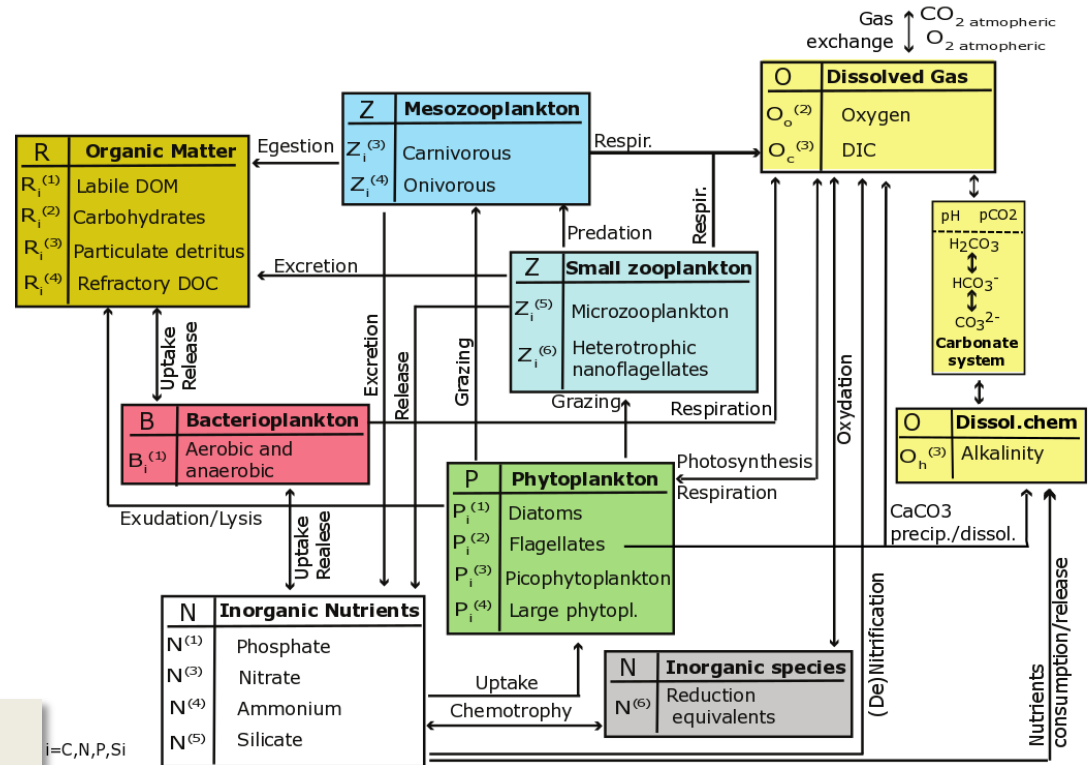 Gas exchange
CO2 atmopheric
O2 atmopheric
O Dissolved Gas
Oo(2) Oxygen
Oc(3) DIC
Z Mesozooplankton
Zi(3) Carnivorous
Zi(4) Onivorous
Egestion
Respir.
R Organic Matter
Ri(1) Labile DOM
Ri(2) Carbohydrates
Ri(3) Particulate detritus
Ri(4) Refractory DOC
Predation
Respir.
Excretion
Z Small zooplankton
Zi(5) Microzooplankton
Zi(6) Heterotrophic
nanoflagellates
pH pCO2
H2CO3
HCO3-
CO32-
Carbonate
system
Uptake
Release
Excretion
Release
Grazing
Grazing
Respiration
Oxydation
B Bacterioplankton
Bi(1) Aerobic and
anaerobic
O Dissol.chem
Oh(3) Alkalinity
Photosynthesis
Respiration
P Phytoplankton
Pi(1) Diatoms
Pi(2) Flagellates
Pi(3) Picophytoplankton
Pi(4) Large phytopl.
Exudation/Lysis
Uptake
Realese
CaCO3
precip./dissol.
N Inorganic Nutrients
N(1) Phosphate
N(3) Nitrate
N(4) Ammonium
N(5) Silicate
Uptake
Chemotrophy
N Inorganic species
N(6) Reduction
equivalents
(De)Nitrification
Nutrients
consumption/release
i=C,N,P,Si